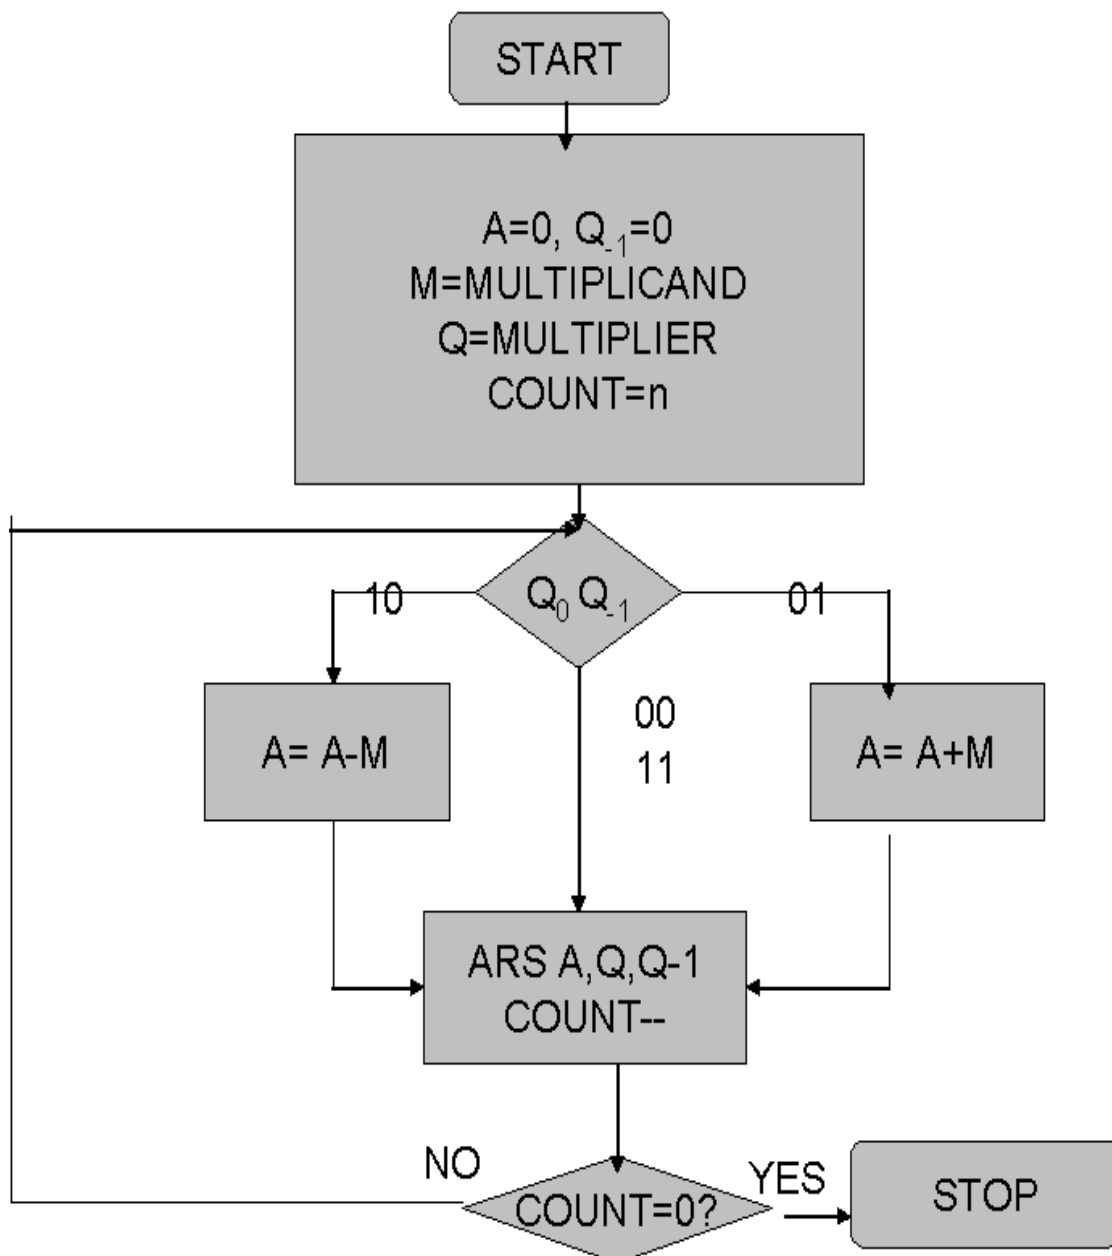 START
A=0, Q-1=0
M=MULTIPLICAND
Q=MULTIPLIER
COUNT=n
10
Q0 Q-1
01
00
11
A= A-M
A= A+M
ARS A,Q,Q-1
COUNT--
NO
COUNT=0?
YES
STOP